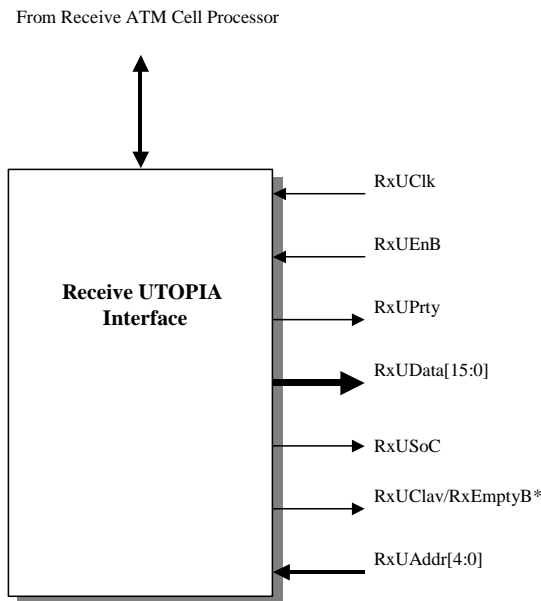 From Receive ATM Cell Processor
RxUClk
RxUEnB
Receive UTOPIA
Interface
RxUPrty
RxUData[15:0]
RxUSoC
RxUClav/RxEmptyB*
RxUAddr[4:0]